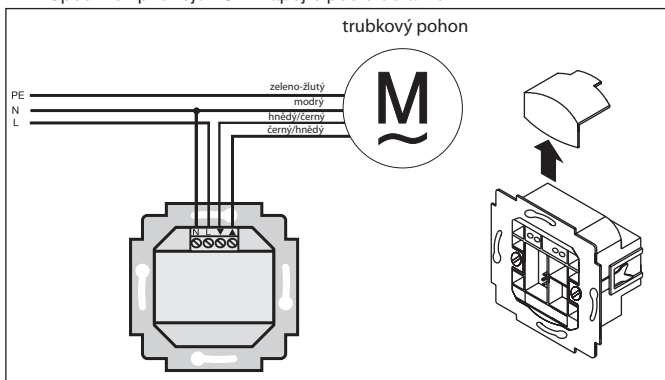 trubkový pohon
zeleno-žlutý
PE
modrý
N
hnědý/černý
L
černý/hnědý
M
~
N L ▼ ▲